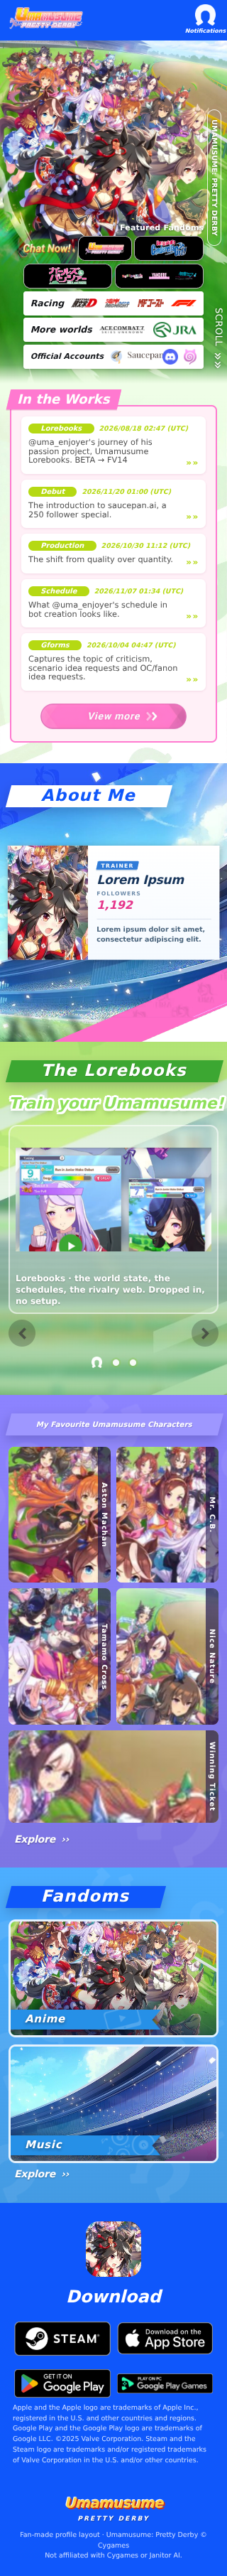 Umamusume
PRETTY DERBY
Notifications
UMAMUSUME: PRETTY DERBY
Featured Fandoms
Chat Now!
Umamusume
PRETTY DERBY
SCROLL
Racing
More worlds
ACE COMBAT
JRA
Official Accounts
Saucepan
In the Works
Lorebooks
2026/08/18 02:47 (UTC)
@uma_enjoyer's journey of his
passion project, Umamusume
Lorebooks. BETA → FV14
Debut
2026/11/20 01:00 (UTC)
The introduction to saucepan.ai, a
250 follower special.
Production
2026/10/30 11:12 (UTC)
The shift from quality over quantity.
Schedule
2026/11/07 01:34 (UTC)
What @uma_enjoyer's schedule in
bot creation looks like.
Gforms
2026/10/04 04:47 (UTC)
Captures the topic of criticism,
scenario idea requests and OC/fanon
idea requests.
View more
About Me
TRAINER
Lorem Ipsum
FOLLOWERS
1,192
Lorem ipsum dolor sit amet,
consectetur adipiscing elit.
The Lorebooks
Train your Umamusume!
Lorebooks · the world state, the
schedules, the rivalry web. Dropped in,
no setup.
My Favourite Umamusume Characters
Aston Machan
Mr. C.B.
Tamamo Cross
Nice Nature
Winning Ticket
Explore ››
Fandoms
Anime
Music
Explore ››
Download
STEAM
Download on the
App Store
GET IT ON
Google Play
PLAY ON PC
Google Play Games
Apple and the Apple logo are trademarks of Apple Inc.,
registered in the U.S. and other countries and regions.
Google Play and the Google Play logo are trademarks of
Google LLC. ©2025 Valve Corporation. Steam and the
Steam logo are trademarks and/or registered trademarks
of Valve Corporation in the U.S. and/or other countries.
Umamusume
PRETTY DERBY
Fan-made profile layout · Umamusume: Pretty Derby ©
Cygames
Not affiliated with Cygames or Janitor AI.